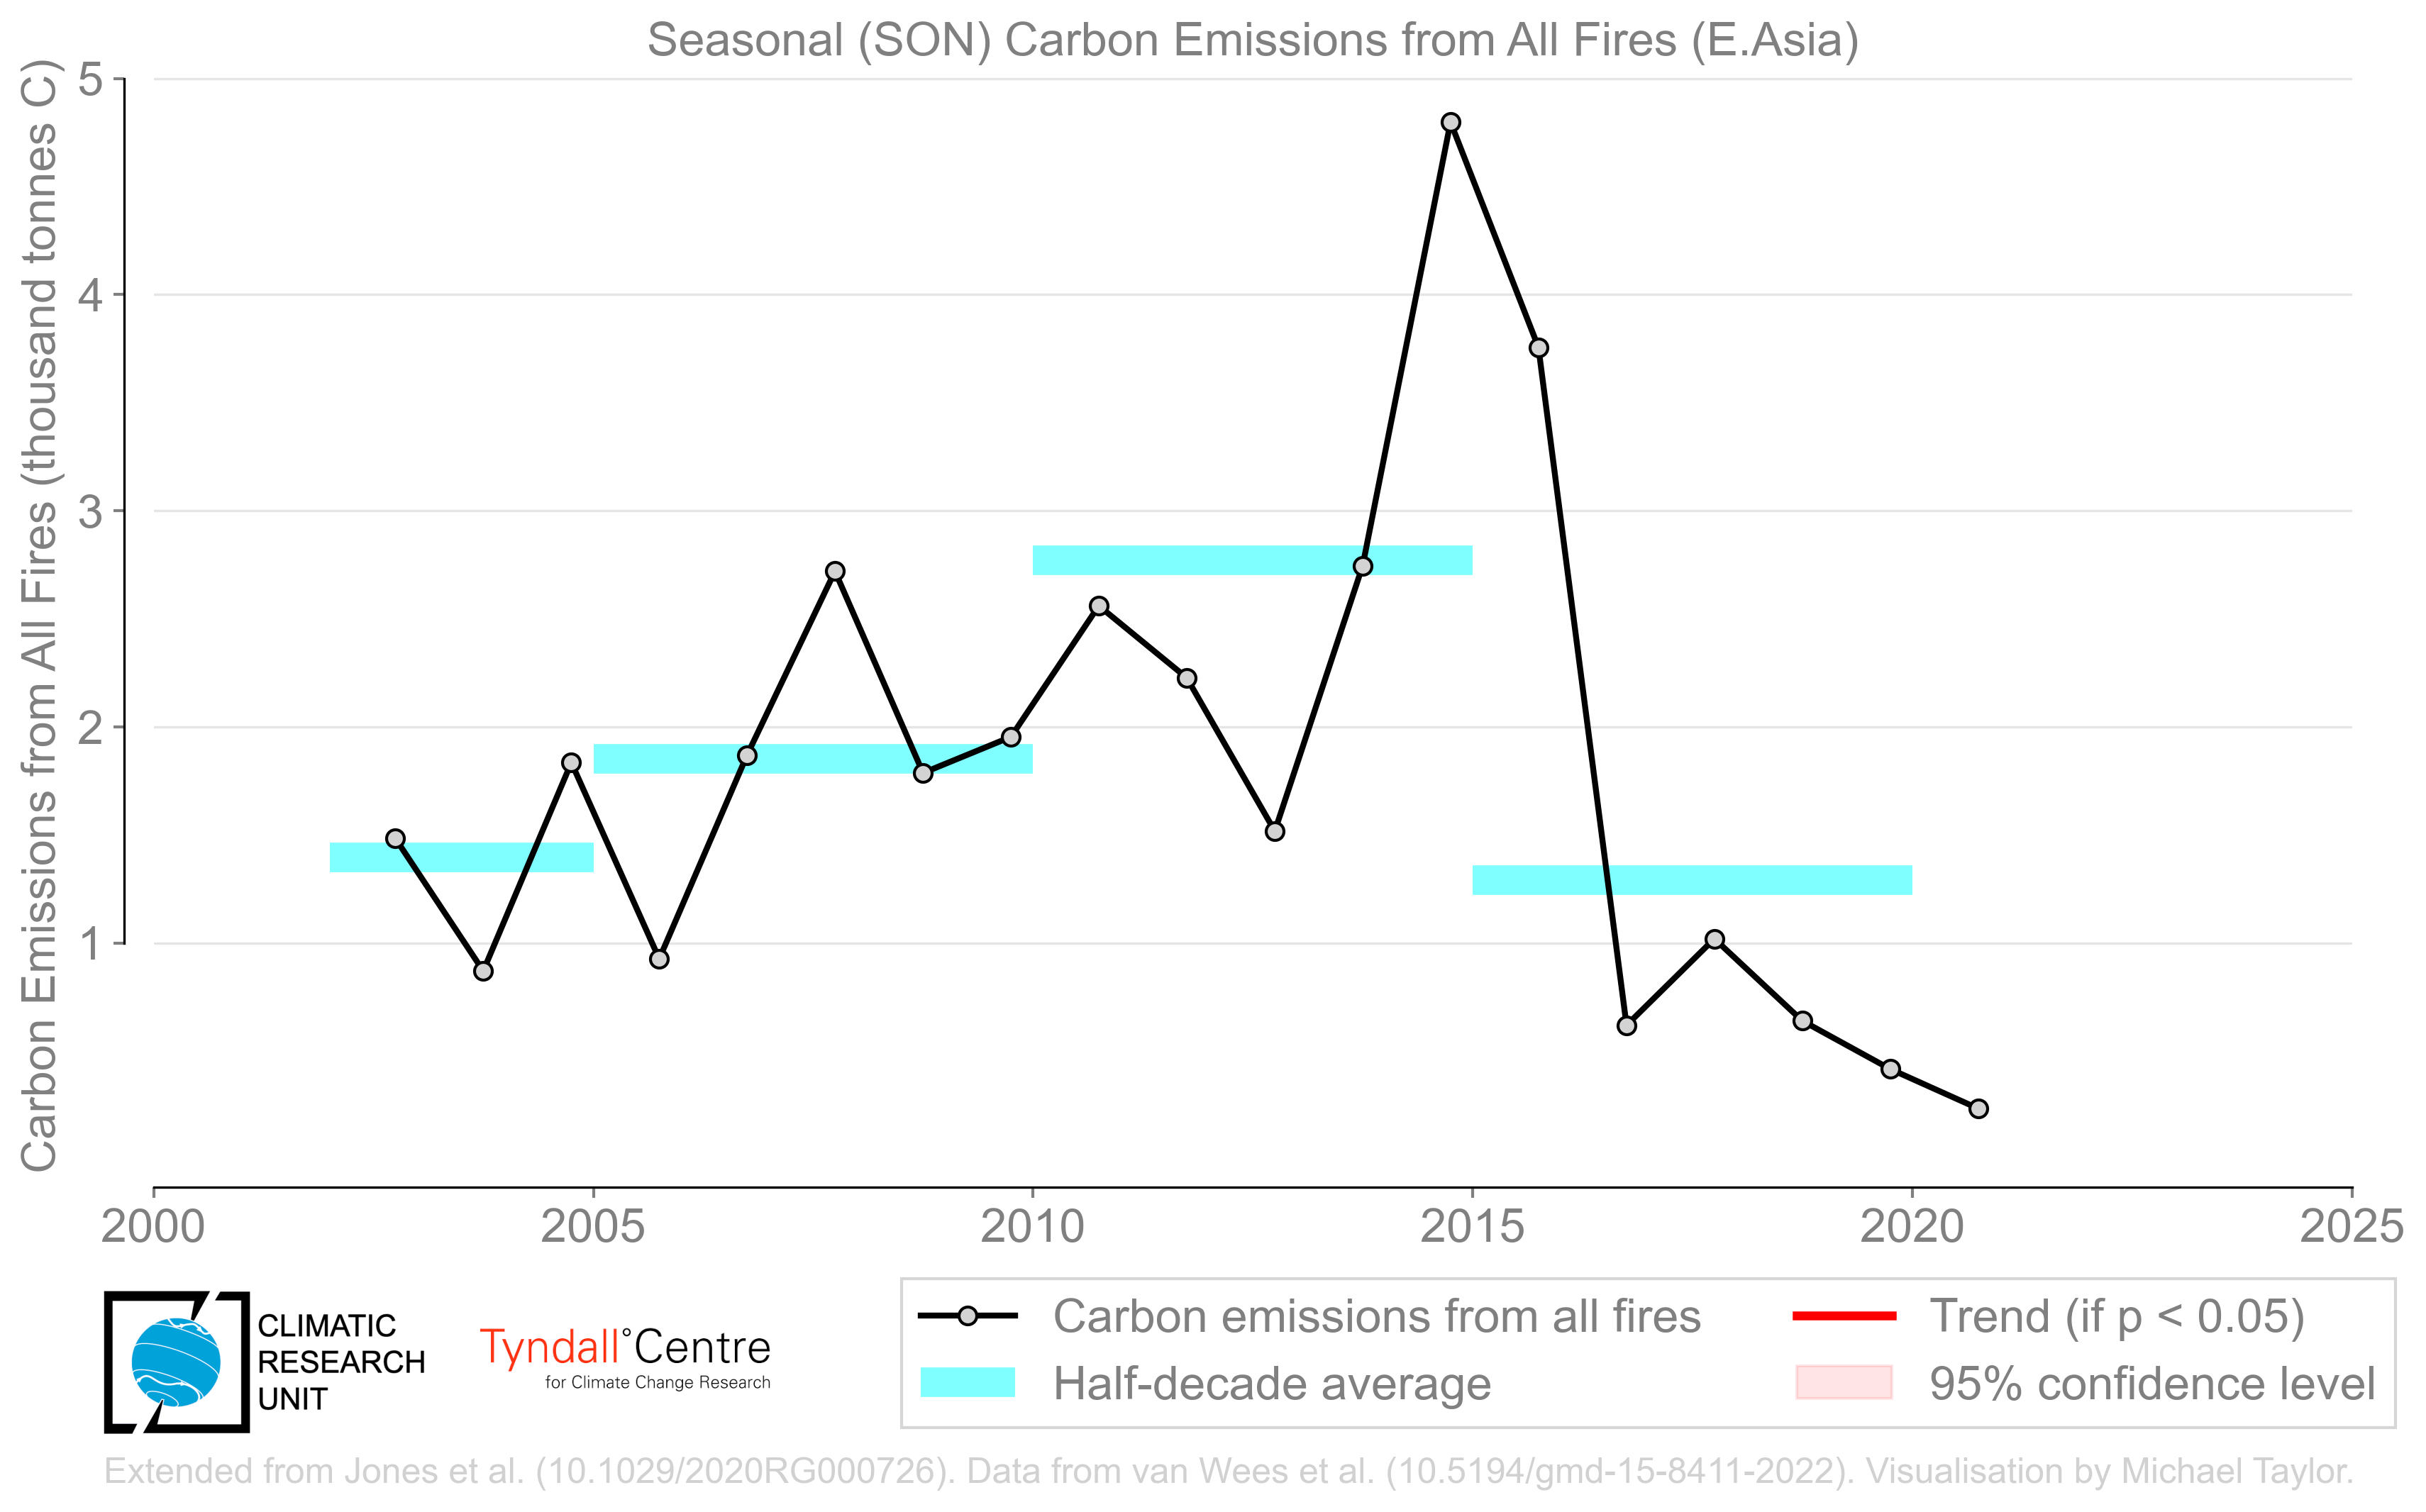 Seasonal (SON) Carbon Emissions from All Fires (E.Asia)
Carbon Emissions from All Fires (thousand tonnes C)
5
4
3
2
1
2000 2005 2010 2015 2020 2025
CLIMATIC
RESEARCH
UNIT
Tyndall°Centre
for Climate Change Research
Carbon emissions from all fires
Half-decade average
Trend (if p < 0.05)
95% confidence level
Extended from Jones et al. (10.1029/2020RG000726). Data from van Wees et al. (10.5194/gmd-15-8411-2022). Visualisation by Michael Taylor.